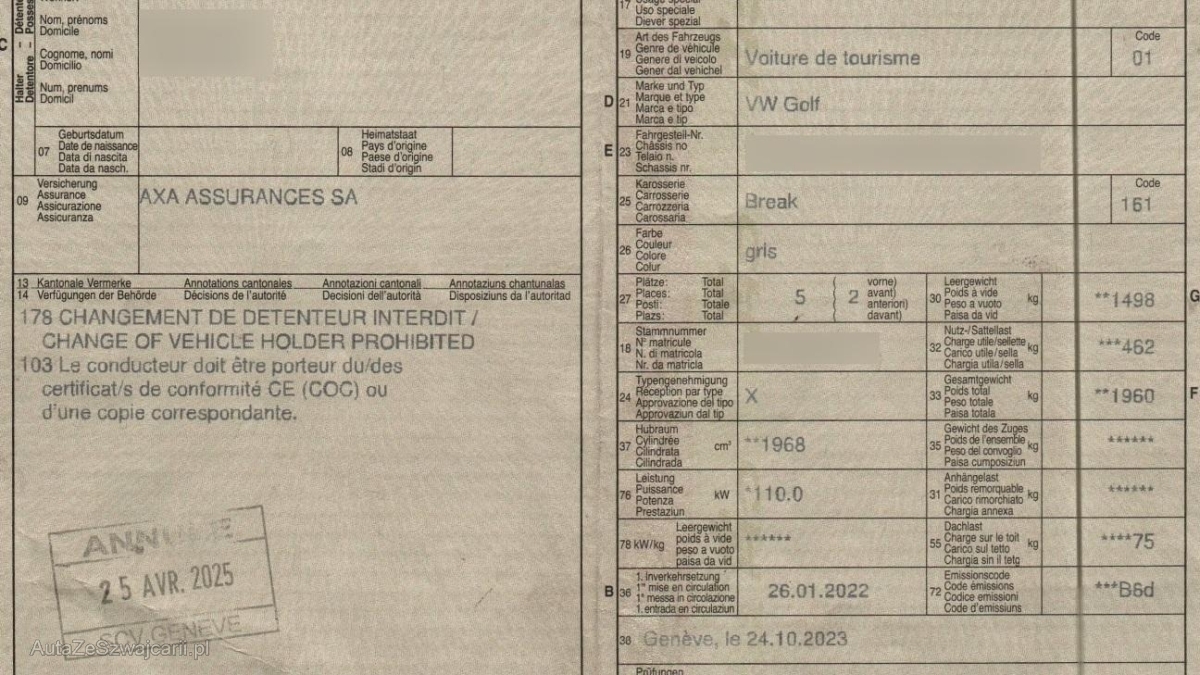 C
Halter – Détente
Detentore – Posses
Nom, prénoms
Domicile
Cognome, nomi
Domicilio
Num, prenums
Domicil
07
Geburtsdatum
Date de naissance
Data di nascita
Data da nasch.
08
Heimatstaat
Pays d'origine
Paese d'origine
Stadi d'origin
09
Versicherung
Assurance
Assicurazione
Assicuranza
AXA ASSURANCES SA
13 Kantonale Vermerke Annotations cantonales Annotazioni cantonali Annotaziuns chantunalas
14 Verfügungen der Behörde Décisions de l'autorité Decisioni dell'autorità Disposiziuns da l'autoritad
178 CHANGEMENT DE DETENTEUR INTERDIT /
CHANGE OF VEHICLE HOLDER PROHIBITED
103 Le conducteur doit être porteur du/des
certificat/s de conformité CE (COC) ou
d'une copie correspondante.
25 AVR. 2025
SCV GENEVE
AutaZeSzwajcarii.pl
17
Uso speciale
Diever spezial
19
Art des Fahrzeugs
Genre de véhicule
Genere di veicolo
Gener dal vehichel
Voiture de tourisme
Code
01
D 21
Marke und Typ
Marque et type
Marca e tipo
Marca e tip
VW Golf
E 23
Fahrgestell-Nr.
Châssis no
Telaio n.
Schassis nr.
25
Karosserie
Carrosserie
Carrozzeria
Carossaria
Break
Code
161
26
Farbe
Couleur
Colore
Colur
gris
27
Plätze: Total
Places: Total
Posti: Totale
Plazs: Total
5 ( 2
vorne)
avant)
anteriori)
davant)
30
Leergewicht
Poids à vide
Peso a vuoto
Paisa da vid
kg
**1498
G
18
Stammnummer
N° matricule
N. di matricola
Nr. da matricla
32
Nutz-/Sattellast
Charge utile/sellette
Carico utile/sella
Chargia utila/sella
kg
***462
24
Typengenehmigung
Réception par type
Approvazione del tipo
Approvaziun dal tip
X
33
Gesamtgewicht
Poids total
Peso totale
Paisa totala
kg
**1960
F
37
Hubraum
Cylindrée
Cilindrata
Cilindrada
cm³
**1968
35
Gewicht des Zuges
Poids de l'ensemble
Peso del convoglio
Paisa cumposiziun
kg
******
76
Leistung
Puissance
Potenza
Prestaziun
kW
*110.0
31
Anhängelast
Poids remorquable
Carico rimorchiato
Chargia annexa
kg
******
78 kW/kg
Leergewicht
poids à vide
peso a vuoto
paisa da vid
******
55
Dachlast
Charge sur le toit
Carico sul tetto
Chargia sin il tetg
kg
****75
B 36
1. Inverkehrsetzung
1re mise en circulation
1a messa in circolazione
1. entrada en circulaziun
26.01.2022
72
Emissionscode
Code émissions
Codice emissioni
Code d'emissiuns
***B6d
38
Genève, le 24.10.2023
Prüfungen